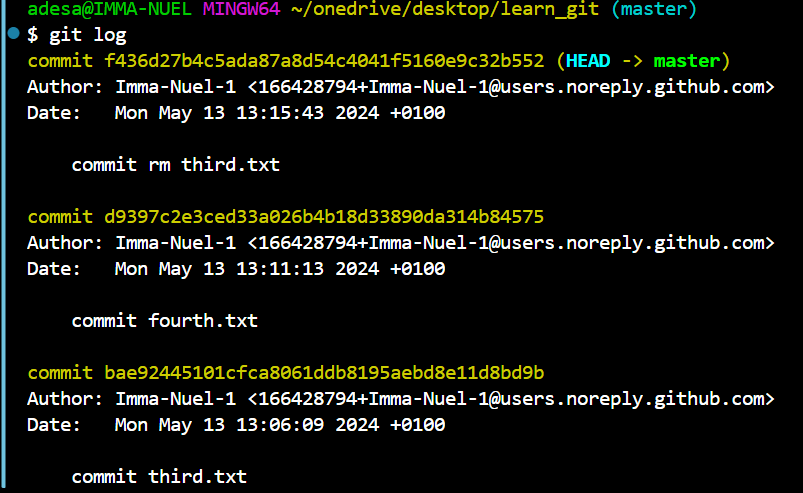 adesa@IMMA-NUEL MINGW64 ~/onedrive/desktop/learn_git (master)
$ git log
commit f436d27b4c5ada87a8d54c4041f5160e9c32b552 (HEAD -> master)
Author: Imma-Nuel-1 <166428794+Imma-Nuel-1@users.noreply.github.com>
Date:   Mon May 13 13:15:43 2024 +0100
    commit rm third.txt
commit d9397c2e3ced33a026b4b18d33890da314b84575
Author: Imma-Nuel-1 <166428794+Imma-Nuel-1@users.noreply.github.com>
Date:   Mon May 13 13:11:13 2024 +0100
    commit fourth.txt
commit bae92445101cfca8061ddb8195aebd8e11d8bd9b
Author: Imma-Nuel-1 <166428794+Imma-Nuel-1@users.noreply.github.com>
Date:   Mon May 13 13:06:09 2024 +0100
    commit third.txt